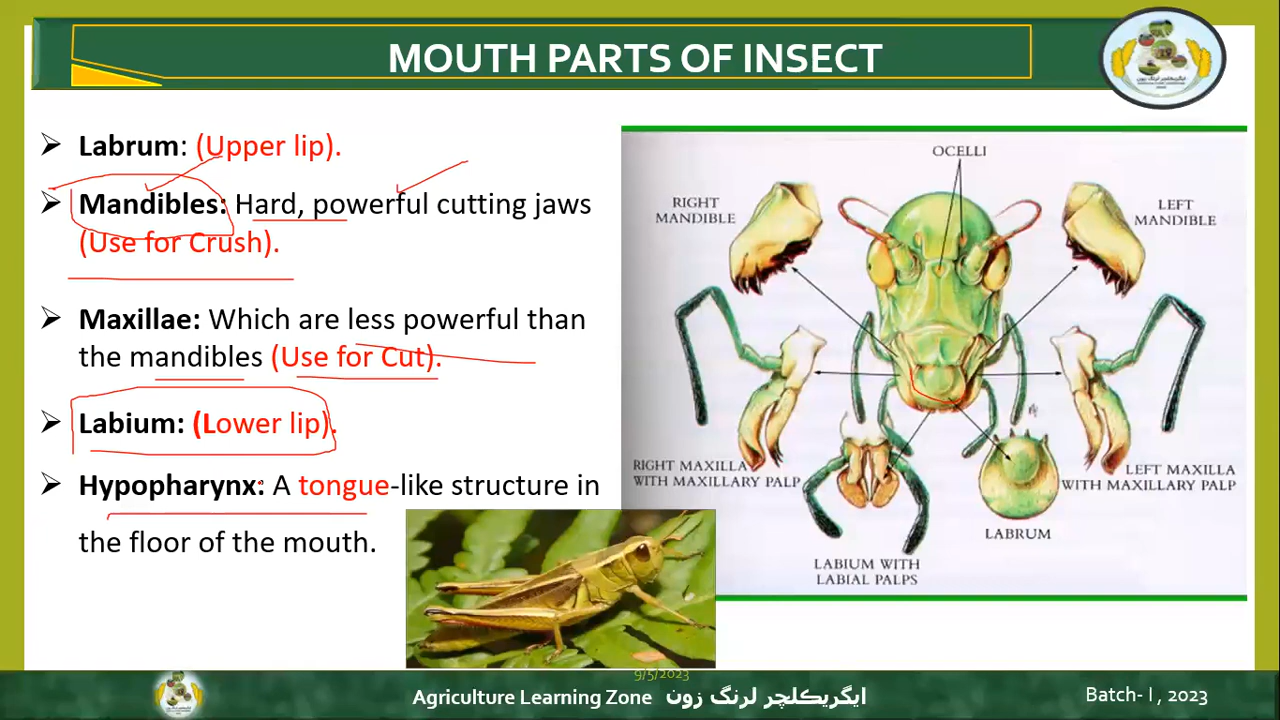 MOUTH PARTS OF INSECT
ایگریکلچر لرنگ زون
➢ Labrum: (Upper lip).
➢ Mandibles: Hard, powerful cutting jaws
(Use for Crush).
➢ Maxillae: Which are less powerful than
the mandibles (Use for Cut).
➢ Labium: (Lower lip).
➢ Hypopharynx: A tongue-like structure in
the floor of the mouth.
OCELLI
RIGHT
MANDIBLE
LEFT
MANDIBLE
RIGHT MAXILLA
WITH MAXILLARY PALP
LEFT MAXILLA
WITH MAXILLARY PALP
LABRUM
LABIUM WITH
LABIAL PALPS
9/5/2023
Agriculture Learning Zone ایگریکلچر لرنگ زون
Batch- I , 2023